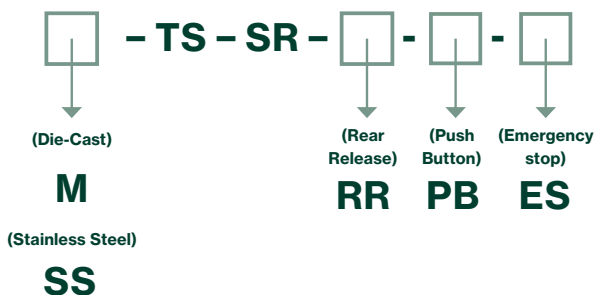 – TS – SR – - -
(Die-Cast)
M
(Stainless Steel)
SS
(Rear
Release)
RR
(Push
Button)
PB
(Emergency
stop)
ES